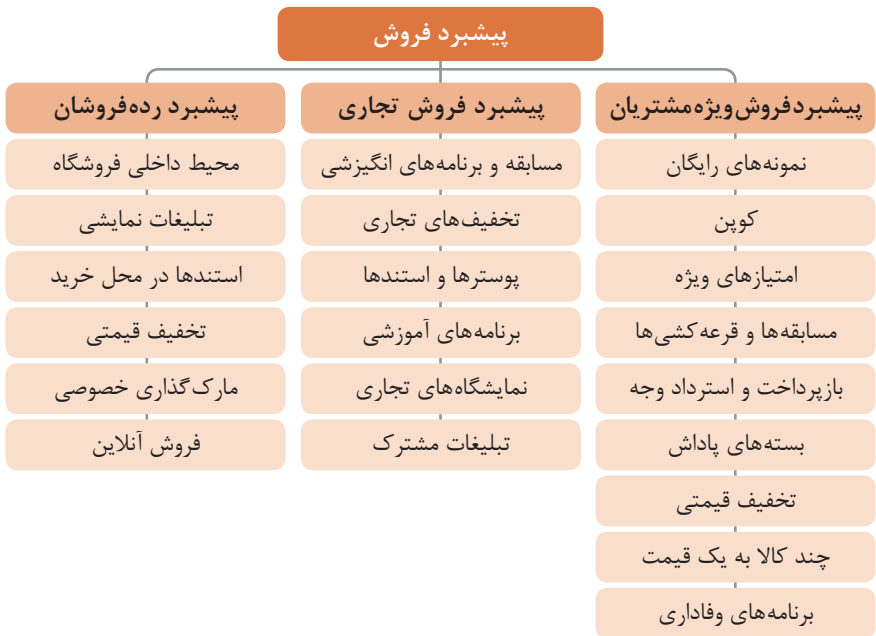 پیشبرد فروش
پیشبردفروش‌ویژه‌مشتریان
نمونه‌های رایگان
کوپن
امتیازهای ویژه
مسابقه‌ها و قرعه‌کشی‌ها
بازپرداخت و استرداد وجه
بسته‌های پاداش
تخفیف قیمتی
چند کالا به یک قیمت
برنامه‌های وفاداری
پیشبرد فروش تجاری
مسابقه و برنامه‌های انگیزشی
تخفیف‌های تجاری
پوسترها و استندها
برنامه‌های آموزشی
نمایشگاه‌های تجاری
تبلیغات مشترک
پیشبرد رده‌فروشان
محیط داخلی فروشگاه
تبلیغات نمایشی
استندها در محل خرید
تخفیف قیمتی
مارک‌گذاری خصوصی
فروش آنلاین